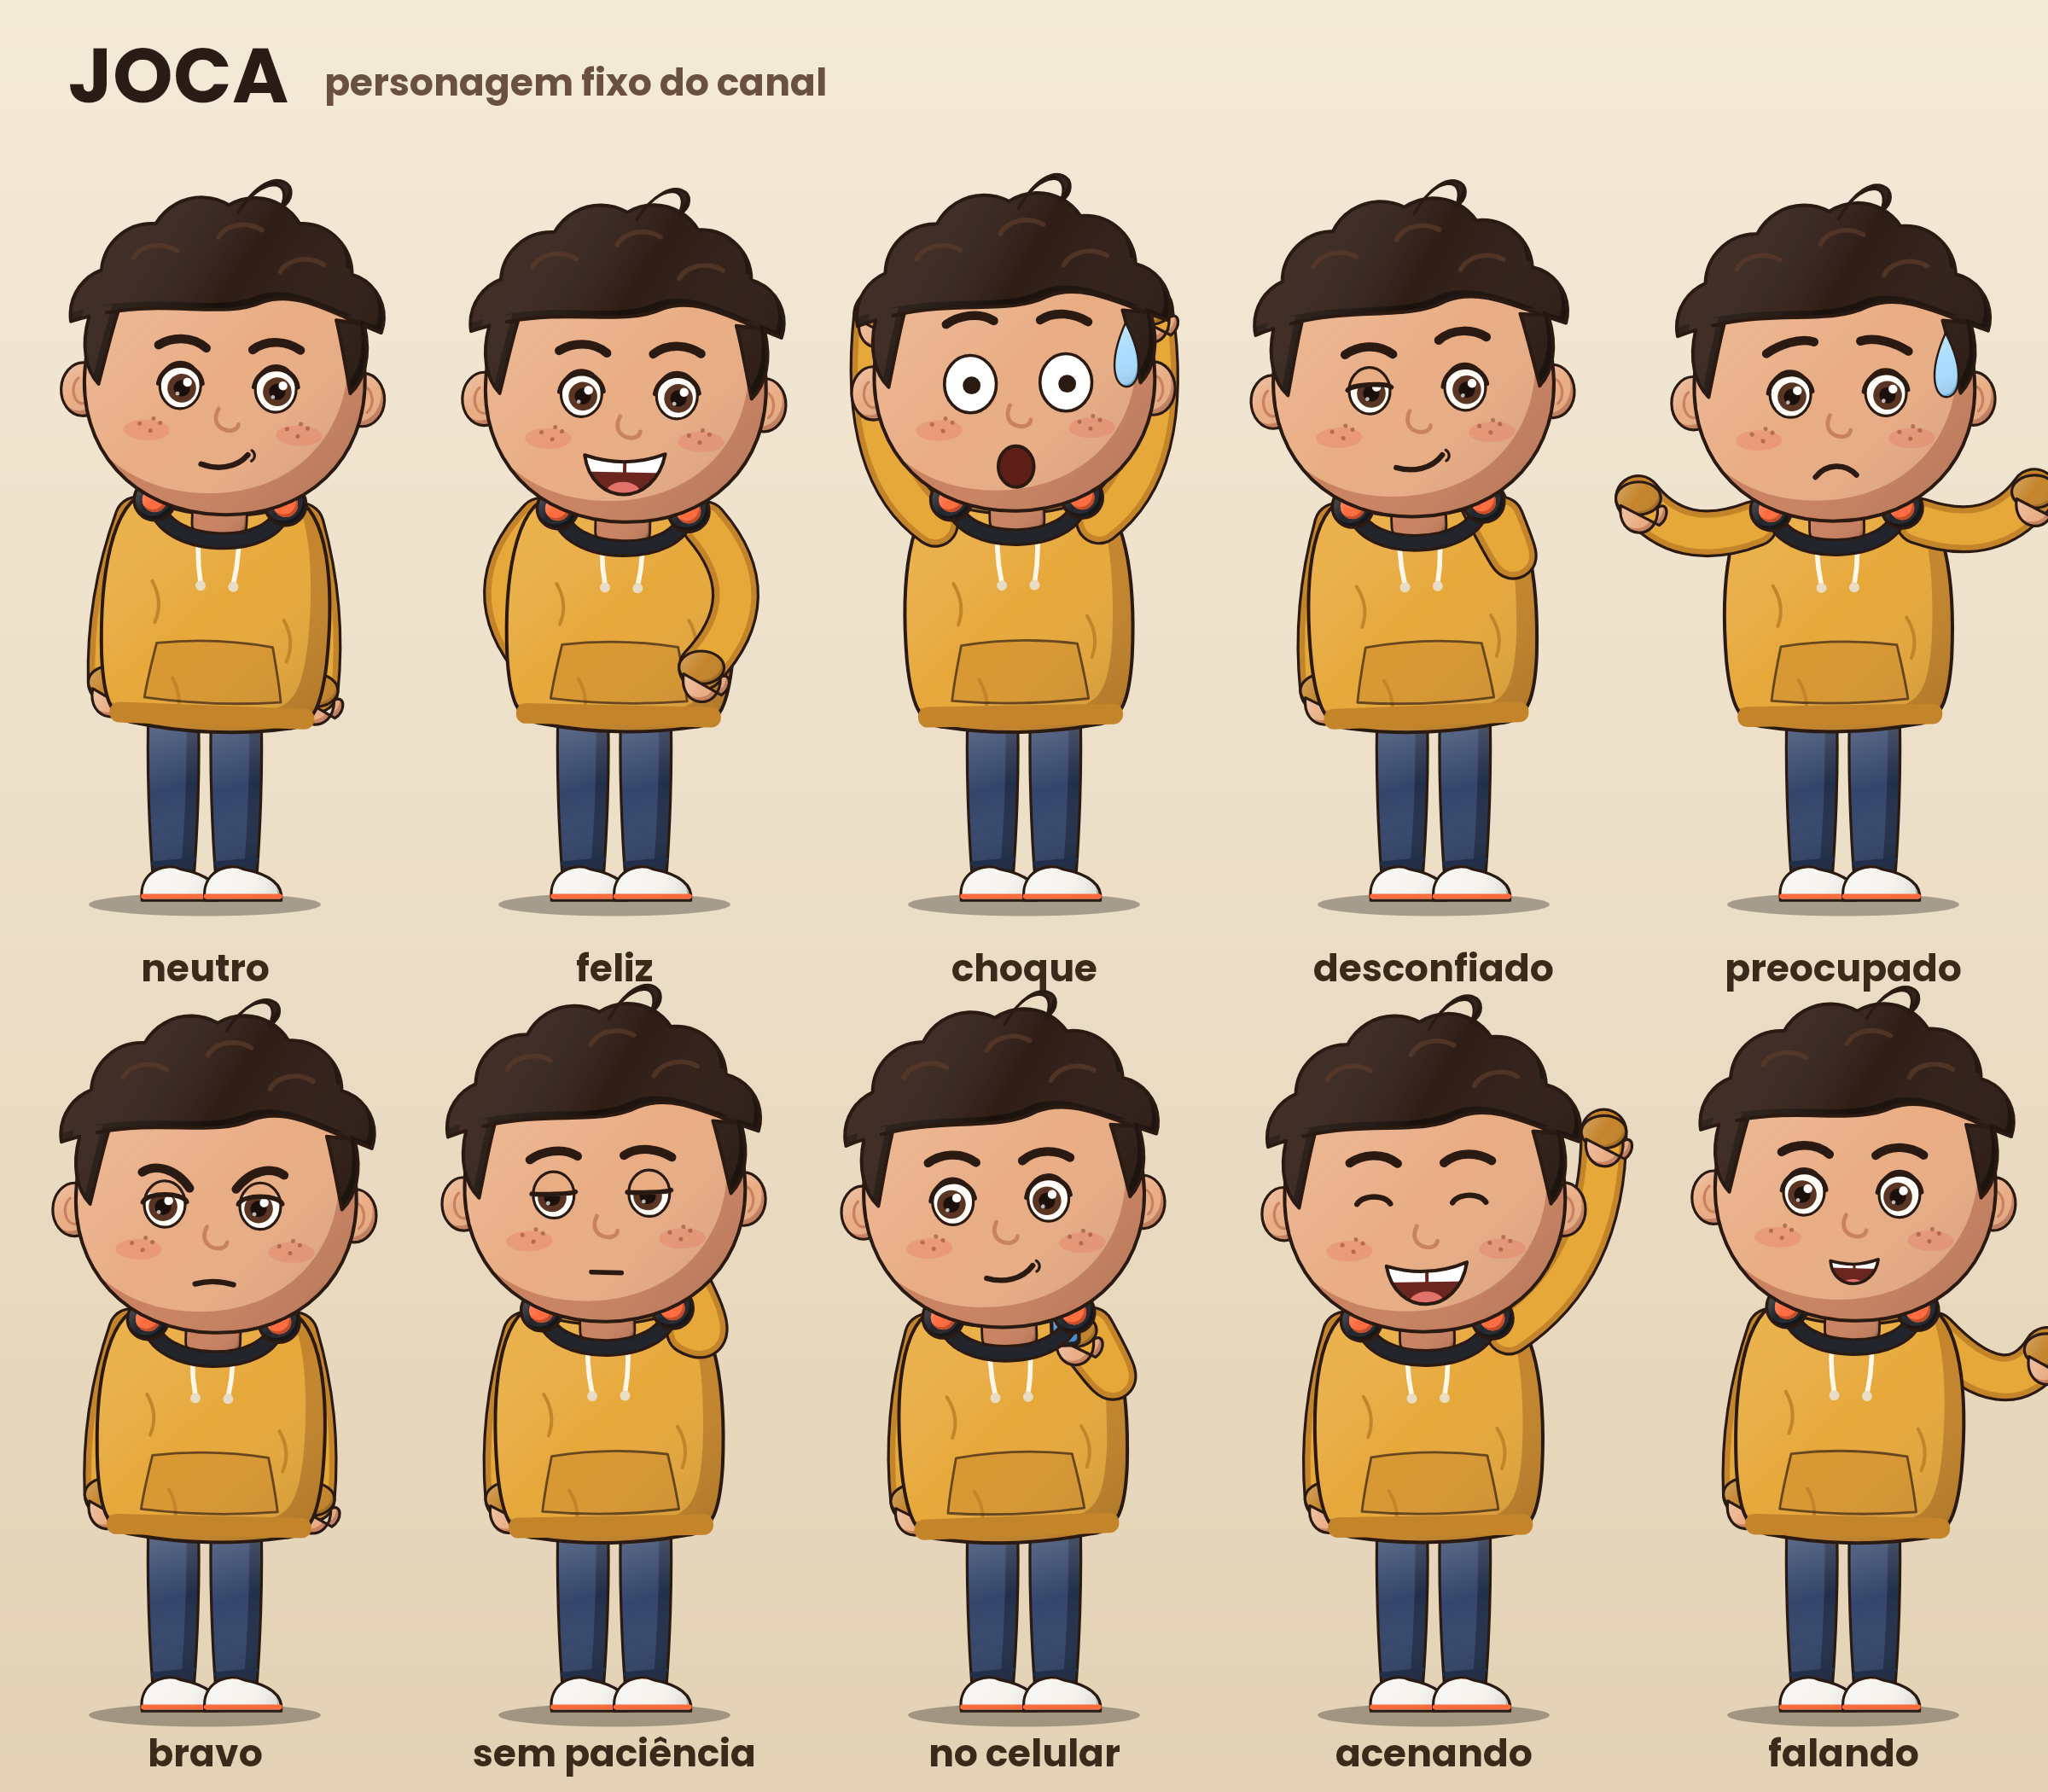 JOCA personagem fixo do canal
neutro feliz choque desconfiado preocupado
bravo sem paciência no celular acenando falando